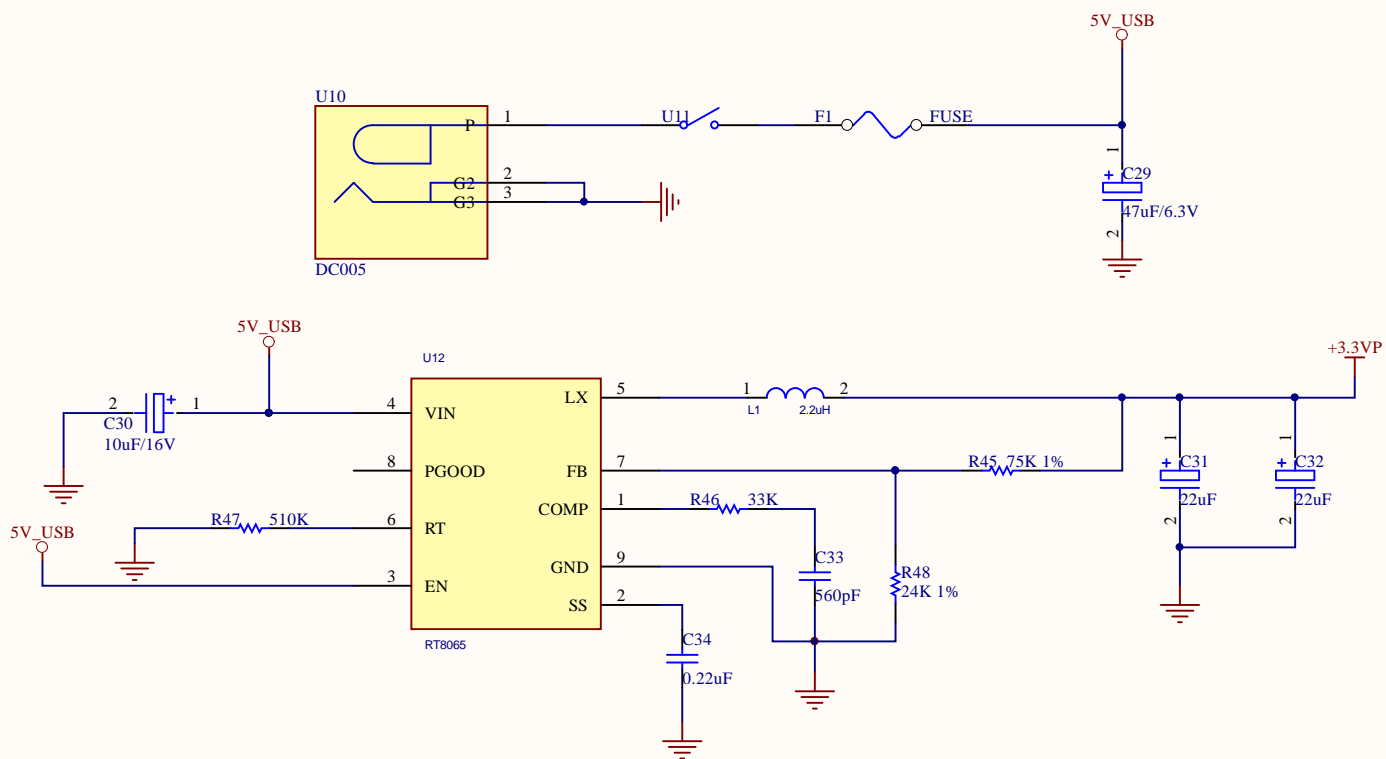 5V_USB
U10
P 1
U11
F1 FUSE
G2 2
G3 3
DC005
1
+ C29
47uF/6.3V
2
5V_USB
U12
+3.3VP
2 + 1
C30
10uF/16V
4 VIN
LX 5
1 2
L1 2.2uH
8 PGOOD
FB 7
R45 75K 1%
1 1
+ C31 + C32
22uF 22uF
2 2
COMP 1
R46 33K
R47 510K
6 RT
5V_USB
GND 9
C33
560pF
R48
24K 1%
3 EN
SS 2
RT8065
C34
0.22uF